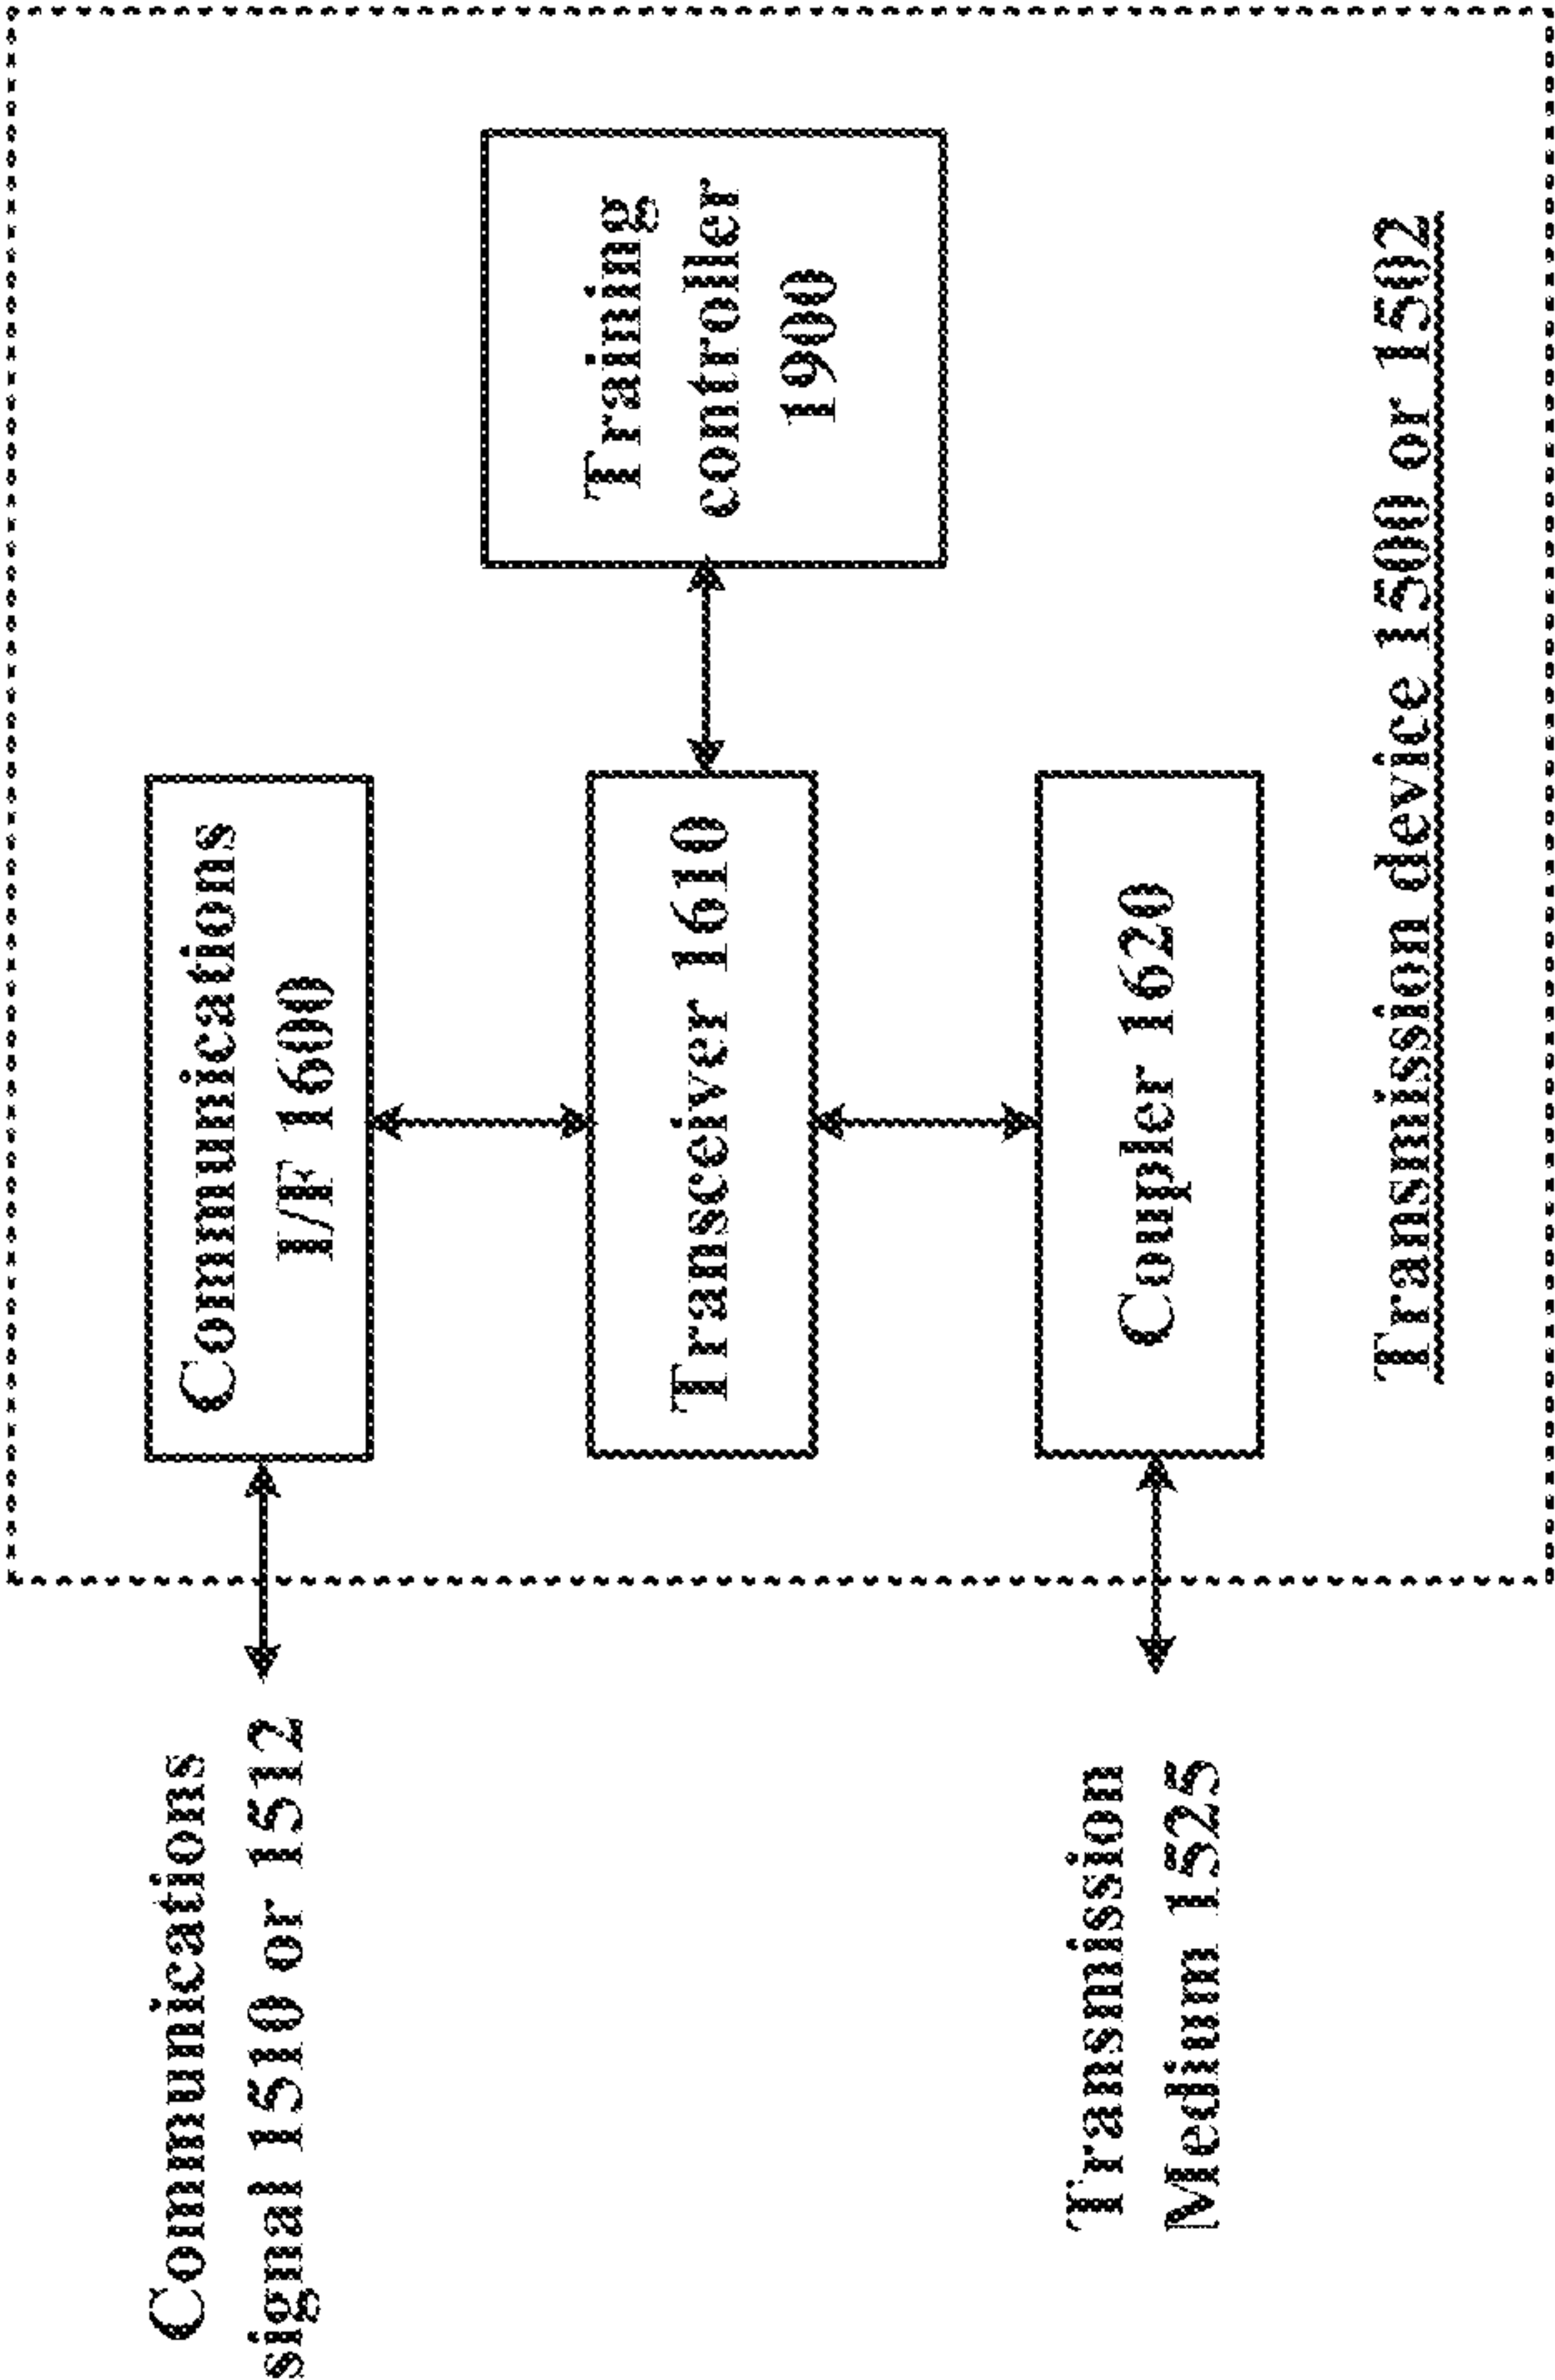 Communications
signal 1510 or 1512
Communications
I/F 1600
Transceiver 1610
Training
controller
1900
Transmission
Medium 1525
Coupler 1620
Transmission device 1500 or 1502